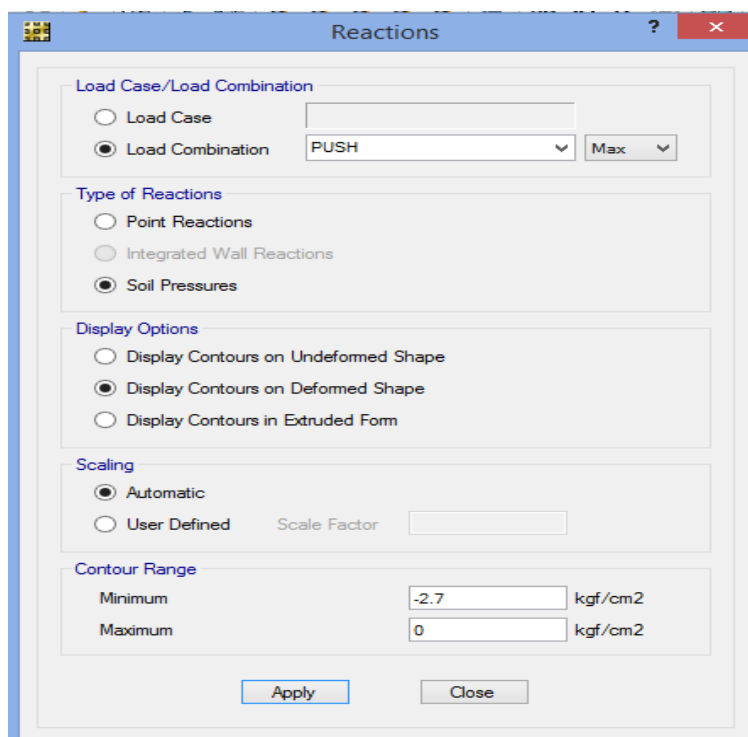 Reactions
?
×
Load Case/Load Combination
Load Case
Load Combination PUSH Max
Type of Reactions
Point Reactions
Integrated Wall Reactions
Soil Pressures
Display Options
Display Contours on Undeformed Shape
Display Contours on Deformed Shape
Display Contours in Extruded Form
Scaling
Automatic
User Defined Scale Factor
Contour Range
Minimum -2.7 kgf/cm2
Maximum 0 kgf/cm2
Apply Close